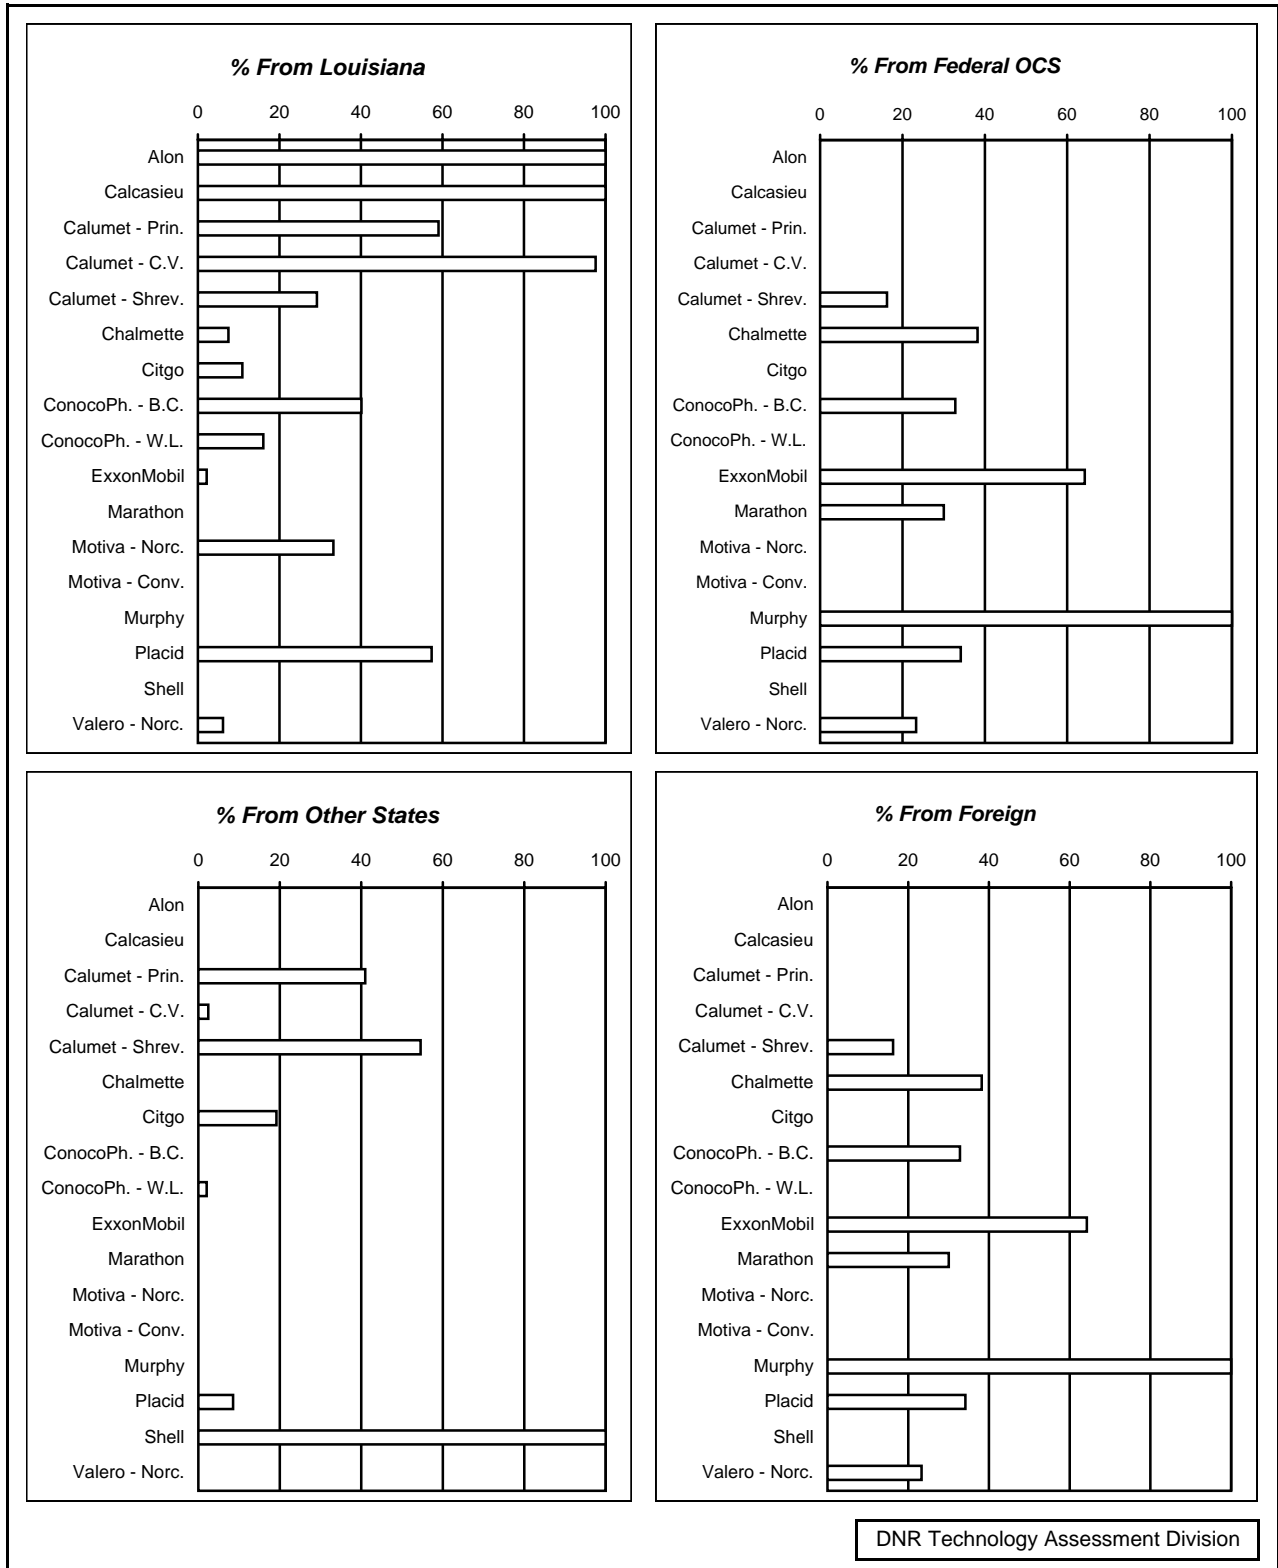 % From Louisiana
0 20 40 60 80 100
Alon
Calcasieu
Calumet - Prin.
Calumet - C.V.
Calumet - Shrev.
Chalmette
Citgo
ConocoPh. - B.C.
ConocoPh. - W.L.
ExxonMobil
Marathon
Motiva - Norc.
Motiva - Conv.
Murphy
Placid
Shell
Valero - Norc.
% From Federal OCS
0 20 40 60 80 100
Alon
Calcasieu
Calumet - Prin.
Calumet - C.V.
Calumet - Shrev.
Chalmette
Citgo
ConocoPh. - B.C.
ConocoPh. - W.L.
ExxonMobil
Marathon
Motiva - Norc.
Motiva - Conv.
Murphy
Placid
Shell
Valero - Norc.
% From Other States
0 20 40 60 80 100
Alon
Calcasieu
Calumet - Prin.
Calumet - C.V.
Calumet - Shrev.
Chalmette
Citgo
ConocoPh. - B.C.
ConocoPh. - W.L.
ExxonMobil
Marathon
Motiva - Norc.
Motiva - Conv.
Murphy
Placid
Shell
Valero - Norc.
% From Foreign
0 20 40 60 80 100
Alon
Calcasieu
Calumet - Prin.
Calumet - C.V.
Calumet - Shrev.
Chalmette
Citgo
ConocoPh. - B.C.
ConocoPh. - W.L.
ExxonMobil
Marathon
Motiva - Norc.
Motiva - Conv.
Murphy
Placid
Shell
Valero - Norc.
DNR Technology Assessment Division